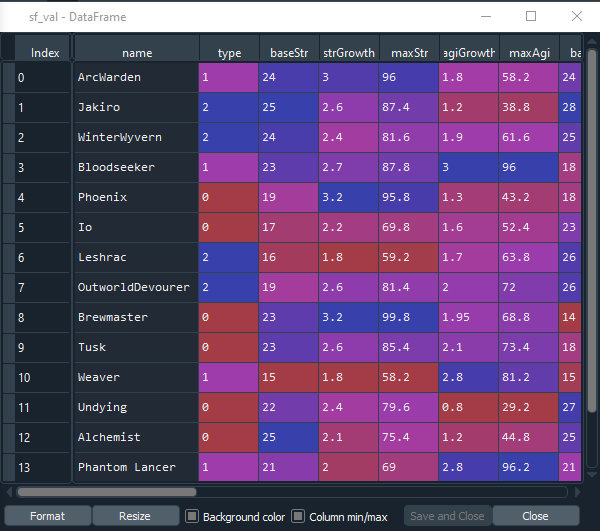 sf_val - DataFrame
Index name type baseStr strGrowth maxStr agiGrowth maxAgi ba
0 ArcWarden 1 24 3 96 1.8 58.2 24
1 Jakiro 2 25 2.6 87.4 1.2 38.8 28
2 WinterWyvern 2 24 2.4 81.6 1.9 61.6 25
3 Bloodseeker 1 23 2.7 87.8 3 96 18
4 Phoenix 0 19 3.2 95.8 1.3 43.2 18
5 Io 0 17 2.2 69.8 1.6 52.4 23
6 Leshrac 2 16 1.8 59.2 1.7 63.8 26
7 OutworldDevourer 2 19 2.6 81.4 2 72 26
8 Brewmaster 0 23 3.2 99.8 1.95 68.8 14
9 Tusk 0 23 2.6 85.4 2.1 73.4 18
10 Weaver 1 15 1.8 58.2 2.8 81.2 15
11 Undying 0 22 2.4 79.6 0.8 29.2 27
12 Alchemist 0 25 2.1 75.4 1.2 44.8 25
13 Phantom Lancer 1 21 2 69 2.8 96.2 21
Format Resize Background color Column min/max Save and Close Close